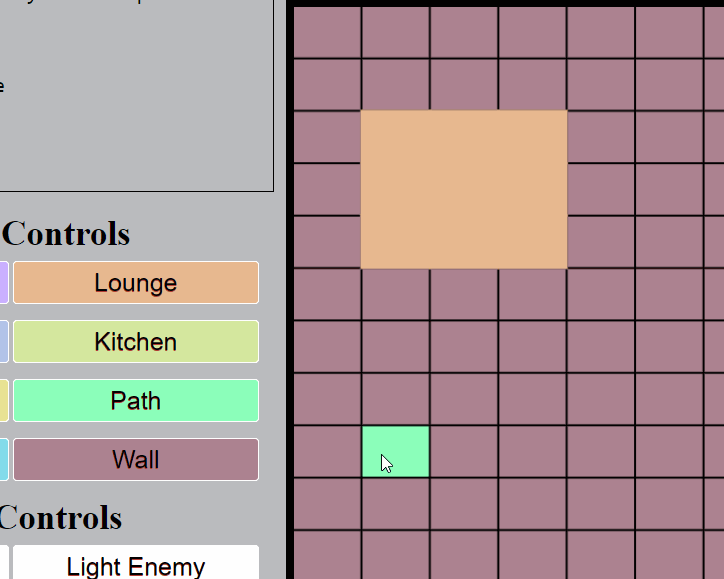 Controls
Lounge
Kitchen
Path
Wall
Controls
Light Enemy